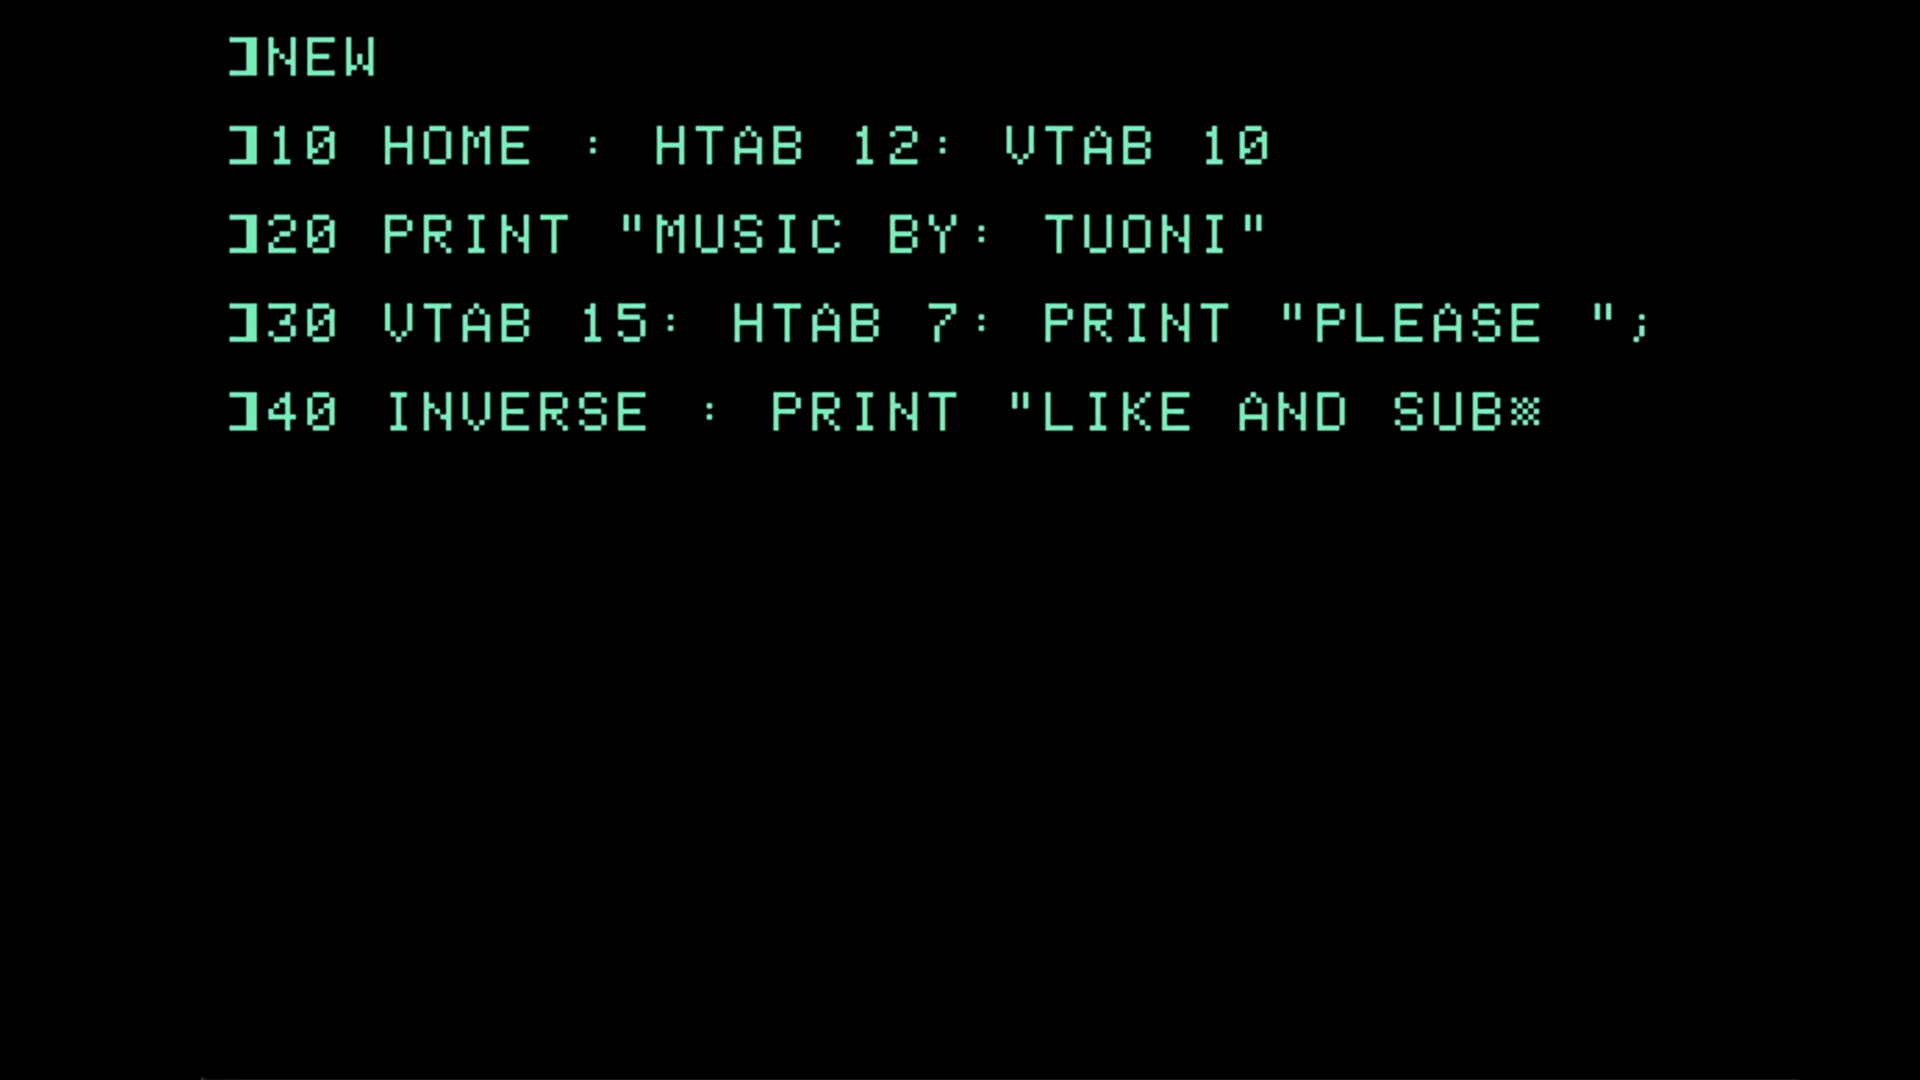 ]NEW
]10 HOME : HTAB 12: VTAB 10
]20 PRINT "MUSIC BY: TUONI"
]30 VTAB 15: HTAB 7: PRINT "PLEASE ";
]40 INVERSE : PRINT "LIKE AND SUB